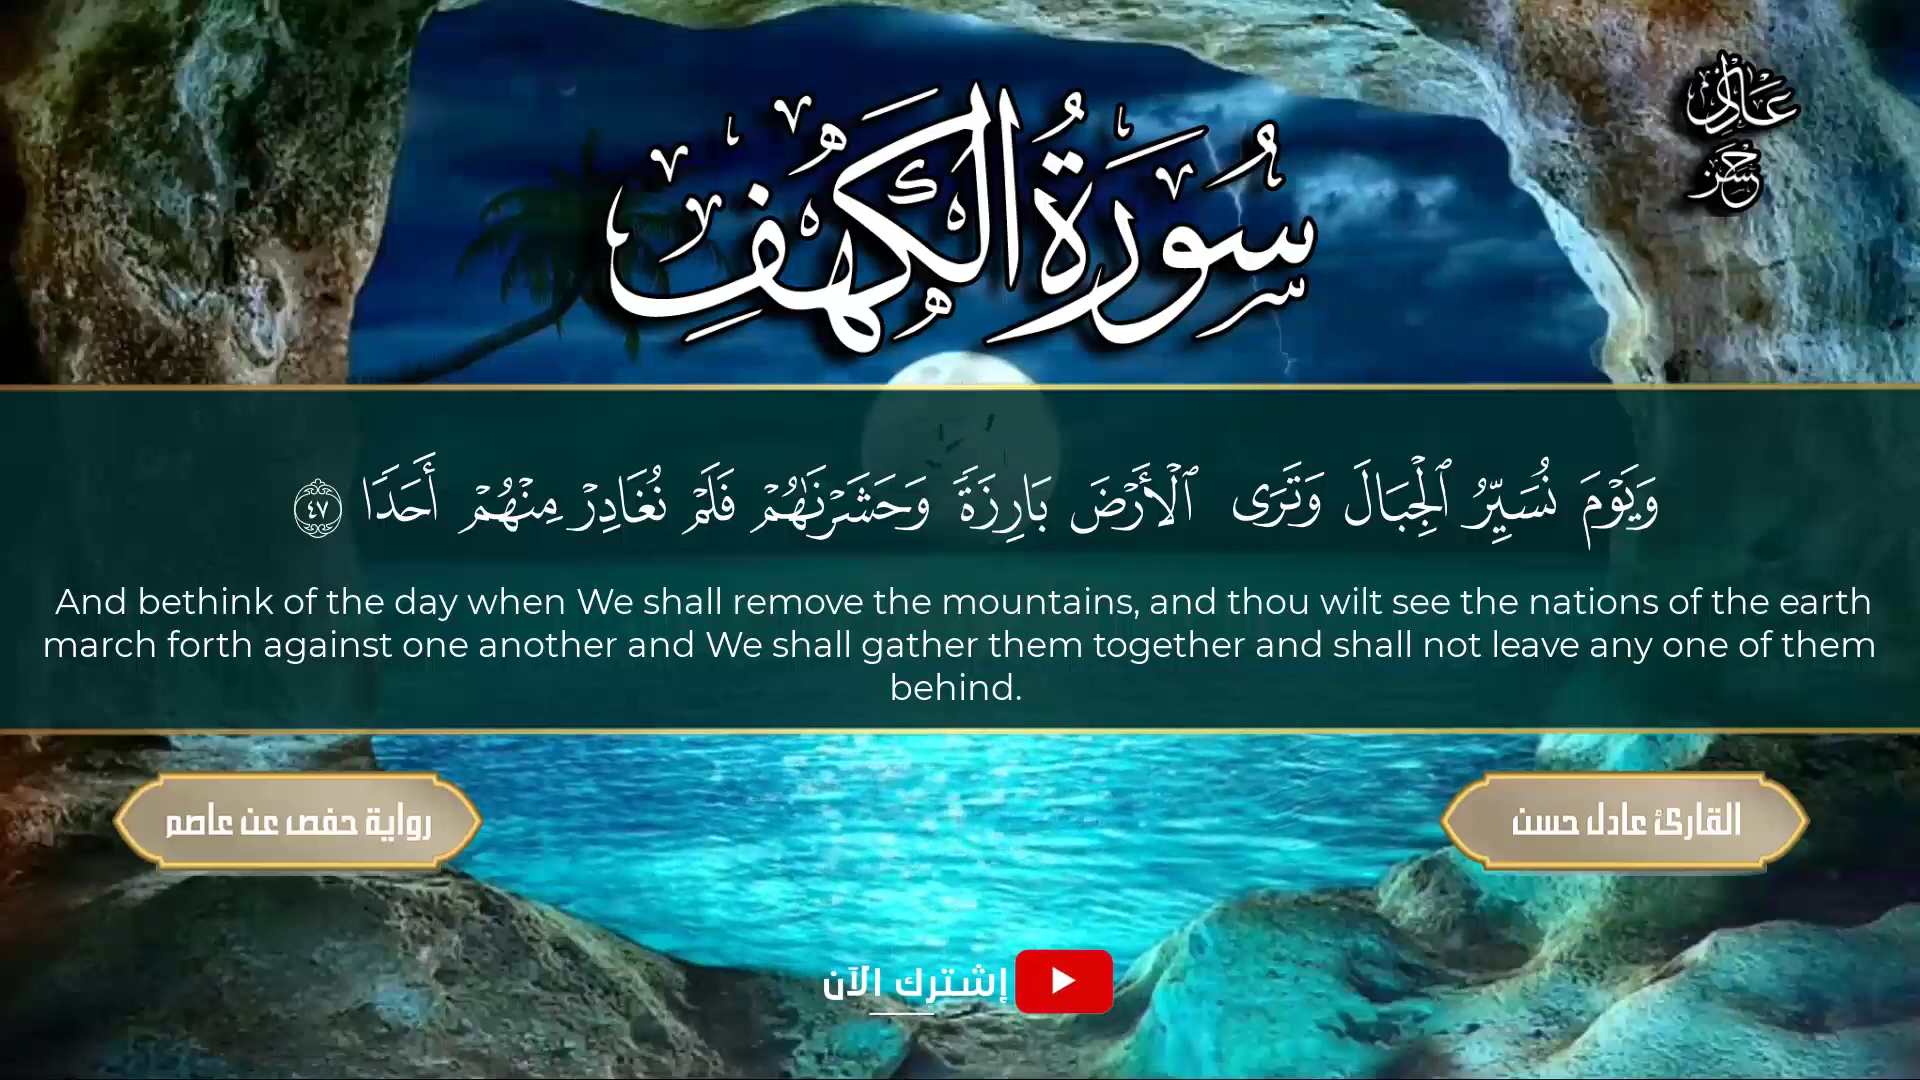 سُورَةُ الكَهْفِ
عادل
حسن
وَيَوْمَ نُسَيِّرُ ٱلْجِبَالَ وَتَرَى ٱلْأَرْضَ بَارِزَةً وَحَشَرْنَٰهُمْ فَلَمْ نُغَادِرْ مِنْهُمْ أَحَدًا ٤٧
And bethink of the day when We shall remove the mountains, and thou wilt see the nations of the earth
march forth against one another and We shall gather them together and shall not leave any one of them
behind.
القارئ عادل حسن
رواية حفص عن عاصم
إشترك الآن